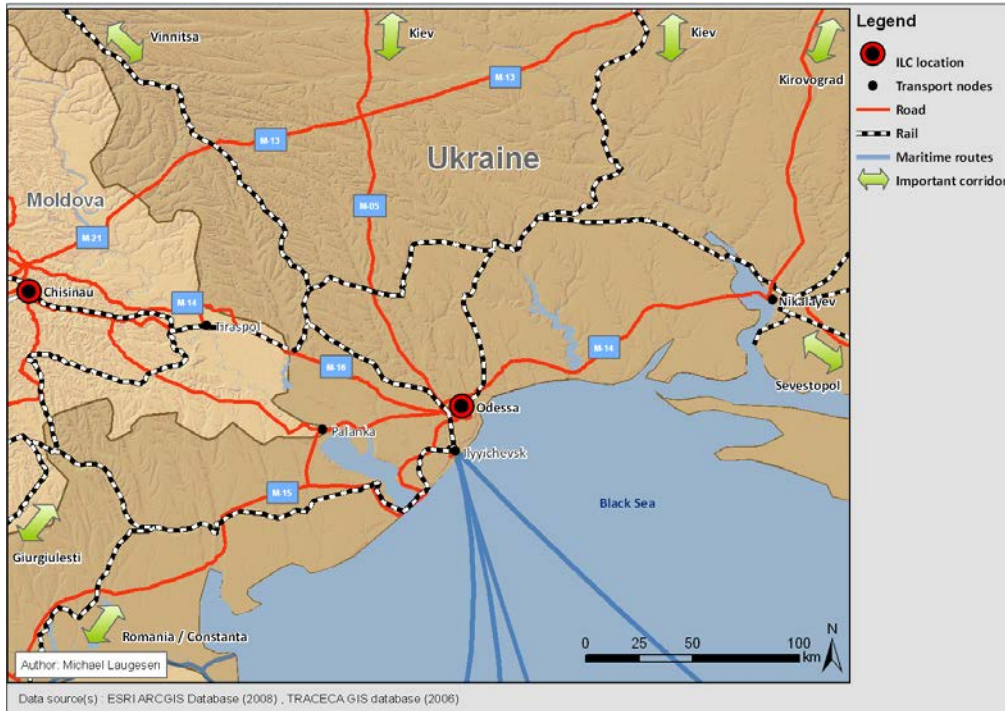 Vinnitsa
Kiev
Kiev
Kirovograd
M-13
M-13
Ukraine
Moldova
M-05
M-21
Chisinau
M-14
Tiraspol
Nikalayev
M-14
M-16
Sevestopol
Odessa
Palanka
Ilyyichevsk
M-15
Black Sea
Giurgiulesti
Romania / Constanta
0 25 50 100
km
N
Author: Michael Laugesen
Data source(s) : ESRI ARCGIS Database (2008) , TRACECA GIS database (2006)
Legend
ILC location
Transport nodes
Road
Rail
Maritime routes
Important corridor